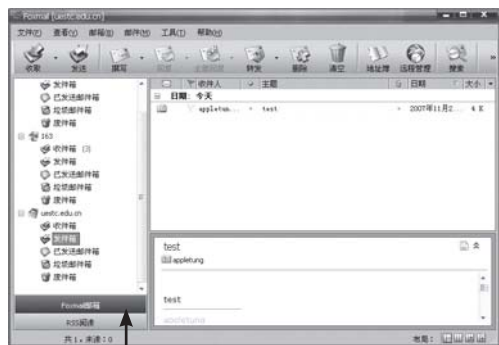 Foxmail [uestc.edu.cn]
文件(F) 查看(V) 邮箱(B) 邮件(M) 工具(T) 帮助(H)
收取 发送 撰写 回复 全部回复 转发 删除 清空 地址簿 远程管理 搜索
发件箱
已发送邮件箱
垃圾邮件箱
废件箱
163
收件箱 (3)
发件箱
已发送邮件箱
垃圾邮件箱
废件箱
uestc.edu.cn
收件箱
发件箱
已发送邮件箱
垃圾邮件箱
废件箱
Foxmail邮箱
RSS阅读
收件人 主题 日期 大小
日期: 今天
appletun... test 2007年11月2... 4 K
test
appletung
test
appletung
共 1, 未读: 0
布局: